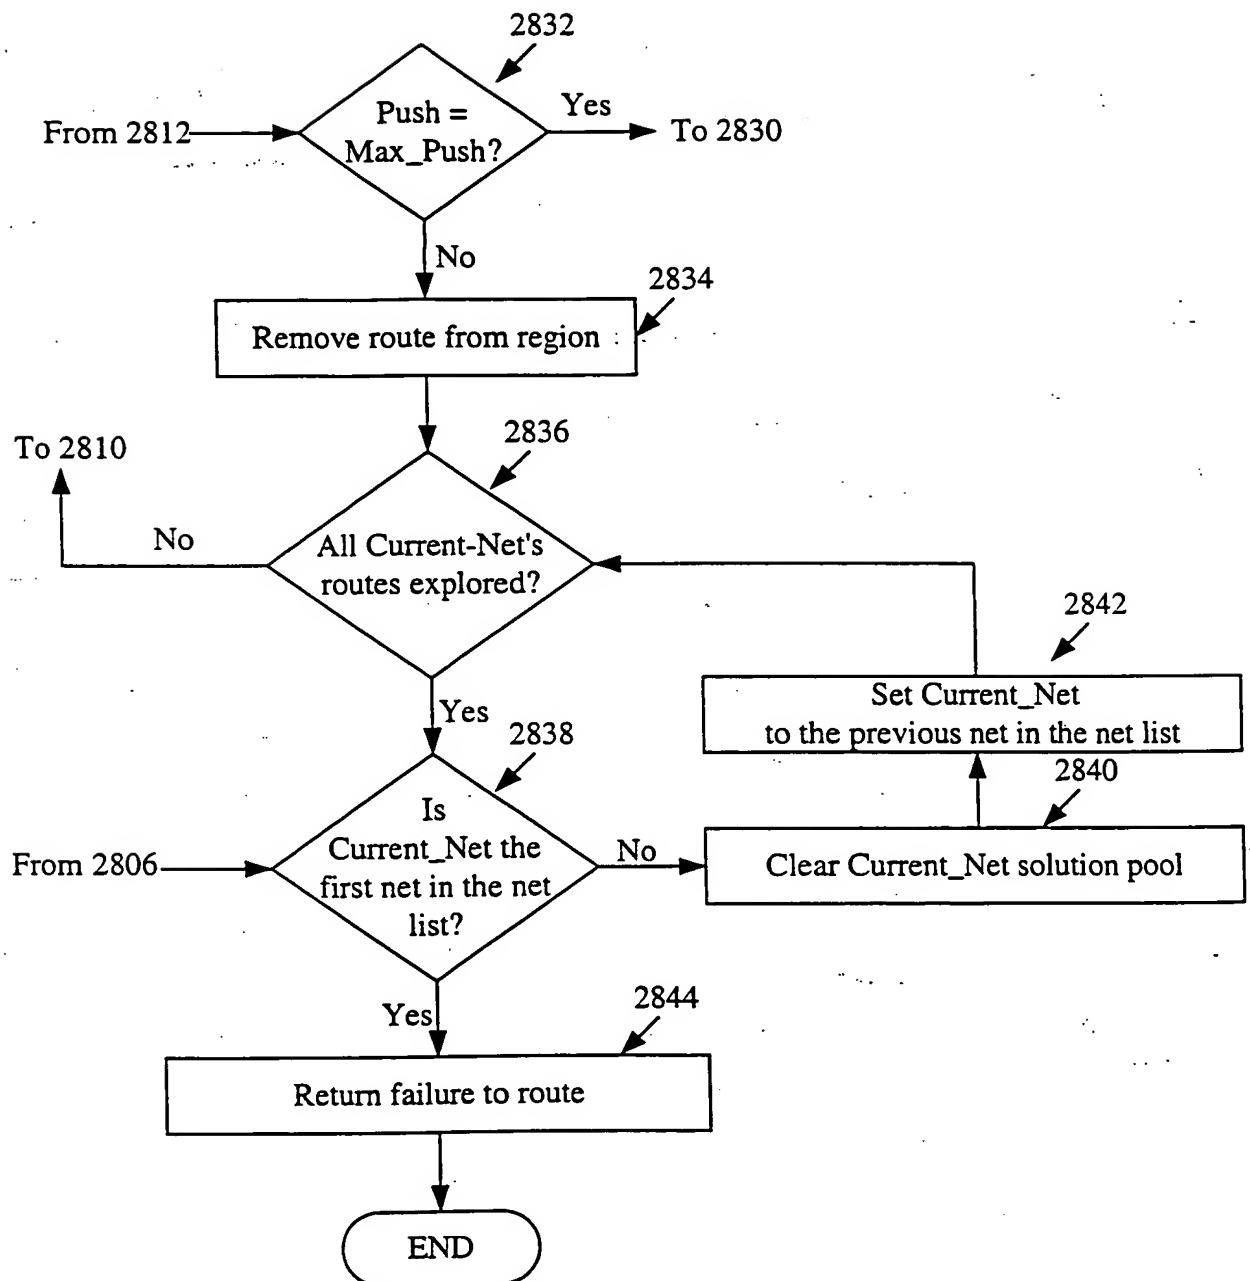 2832
Push =
Max_Push?
Yes
From 2812
To 2830
No
2834
Remove route from region
To 2810
2836
No
All Current-Net's
routes explored?
2842
Set Current_Net
to the previous net in the net list
Yes
2838
2840
Is
Current_Net the
first net in the net
list?
From 2806
No
Clear Current_Net solution pool
Yes
2844
Return failure to route
END